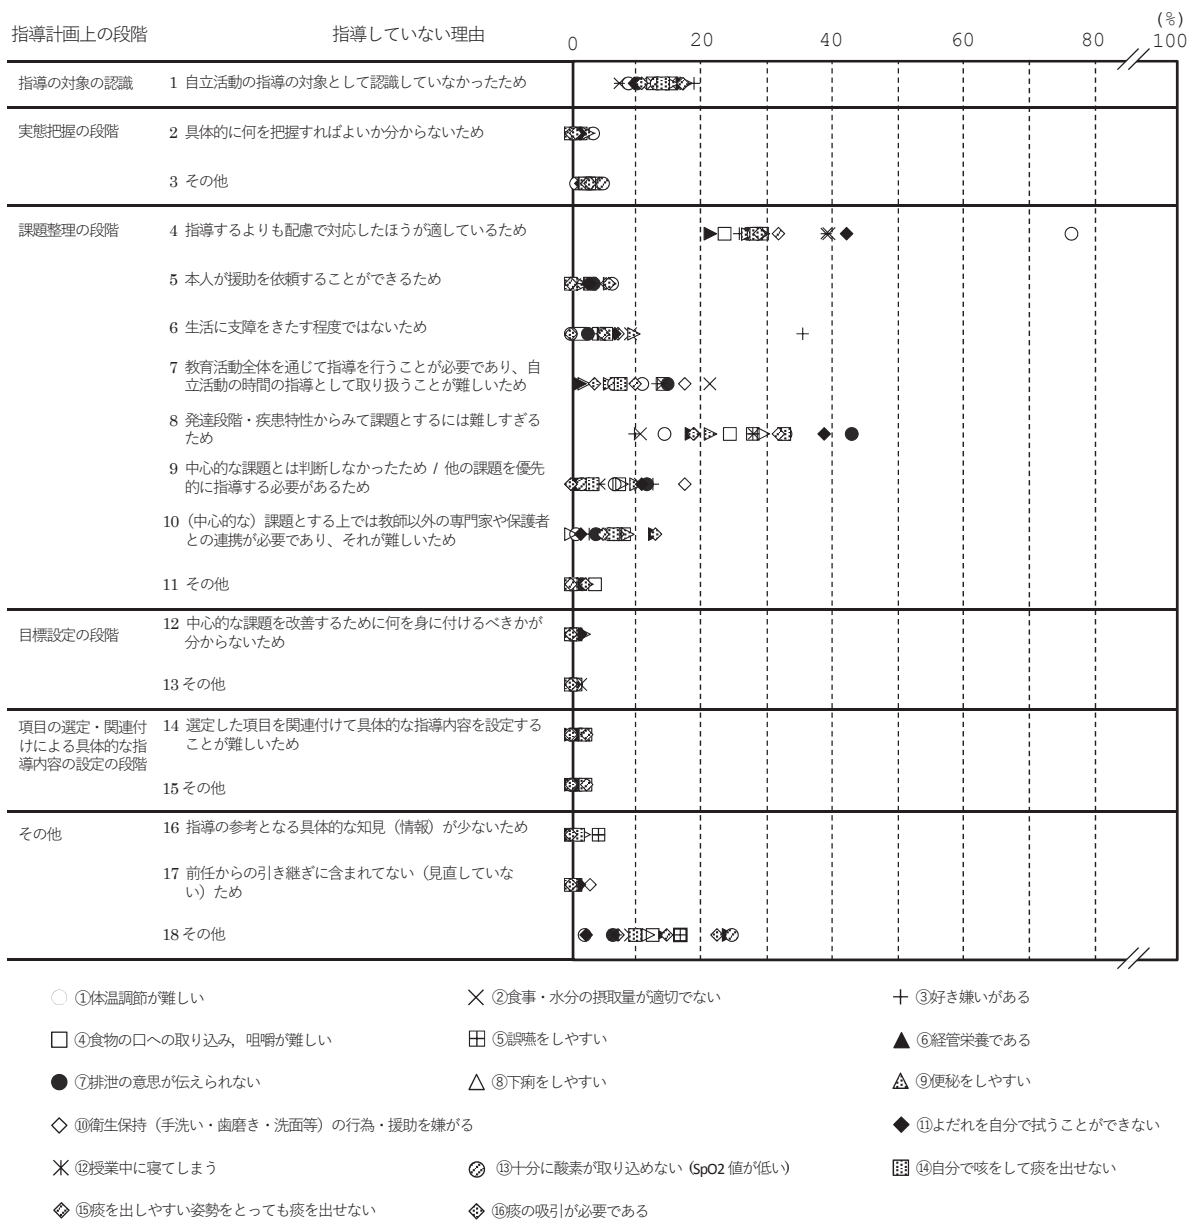 (%)
指導計画上の段階 指導していない理由 0 20 40 60 80 100
指導の対象の認識 1 自立活動の指導の対象として認識していなかったため
実態把握の段階 2 具体的に何を把握すればよいか分からないため
3 その他
課題整理の段階 4 指導するよりも配慮で対応したほうが適しているため
5 本人が援助を依頼することができるため
6 生活に支障をきたす程度ではないため
7 教育活動全体を通じて指導を行うことが必要であり、自
立活動の時間の指導として取り扱うことが難しいため
8 発達段階・疾患特性からみて課題とするには難しすぎる
ため
9 中心的な課題とは判断しなかったため / 他の課題を優先
的に指導する必要があるため
10（中心的な）課題とする上では教師以外の専門家や保護者
との連携が必要であり、それが難しいため
11 その他
目標設定の段階 12 中心的な課題を改善するために何を身に付けるべきかが
分からないため
13 その他
項目の選定・関連付
けによる具体的な指
導内容の設定の段階
14 選定した項目を関連付けて具体的な指導内容を設定する
ことが難しいため
15 その他
その他 16 指導の参考となる具体的な知見（情報）が少ないため
17 前任からの引き継ぎに含まれてない（見直していな
い）ため
18 その他
①体温調節が難しい ②食事・水分の摂取量が適切でない ③好き嫌いがある
④食物の口への取り込み，咀嚼が難しい ⑤誤嚥をしやすい ⑥経管栄養である
⑦排泄の意思が伝えられない ⑧下痢をしやすい ⑨便秘をしやすい
⑩衛生保持（手洗い・歯磨き・洗面等）の行為・援助を嫌がる ⑪よだれを自分で拭うことができない
⑫授業中に寝てしまう ⑬十分に酸素が取り込めない (SpO2 値が低い) ⑭自分で咳をして痰を出せない
⑮痰を出しやすい姿勢をとっても痰を出せない ⑯痰の吸引が必要である